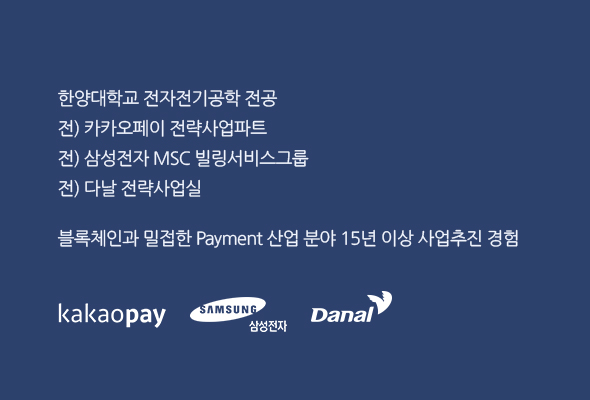 한양대학교 전자전기공학 전공
전) 카카오페이 전략사업파트
전) 삼성전자 MSC 빌링서비스그룹
전) 다날 전략사업실
블록체인과 밀접한 Payment 산업 분야 15년 이상 사업추진 경험
kakaopay SAMSUNG 삼성전자 Danal